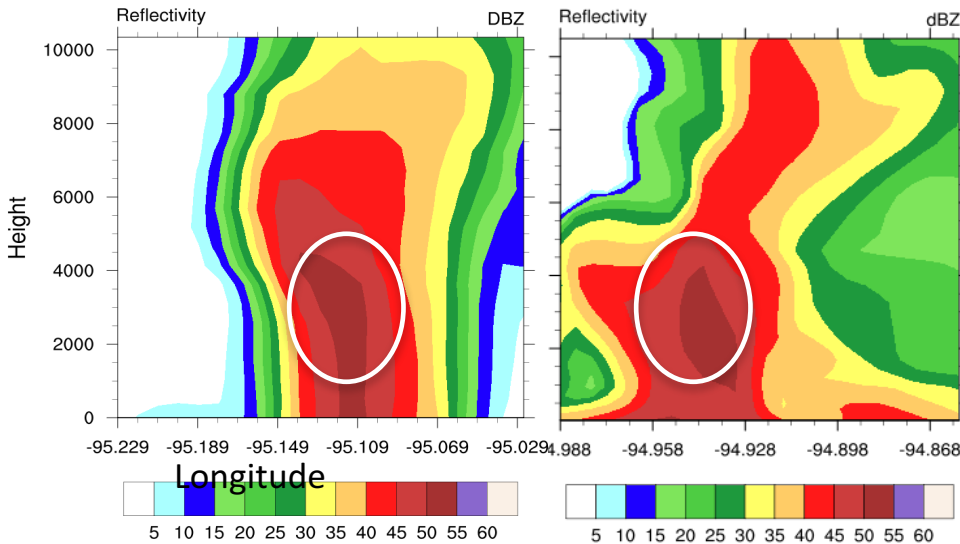 Reflectivity DBZ
10000
8000
6000
4000
2000
0
Height
-95.229 -95.189 -95.149 -95.109 -95.069 -95.029
Longitude
5 10 15 20 25 30 35 40 45 50 55 60
Reflectivity dBZ
4.988 -94.958 -94.928 -94.898 -94.868
5 10 15 20 25 30 35 40 45 50 55 60